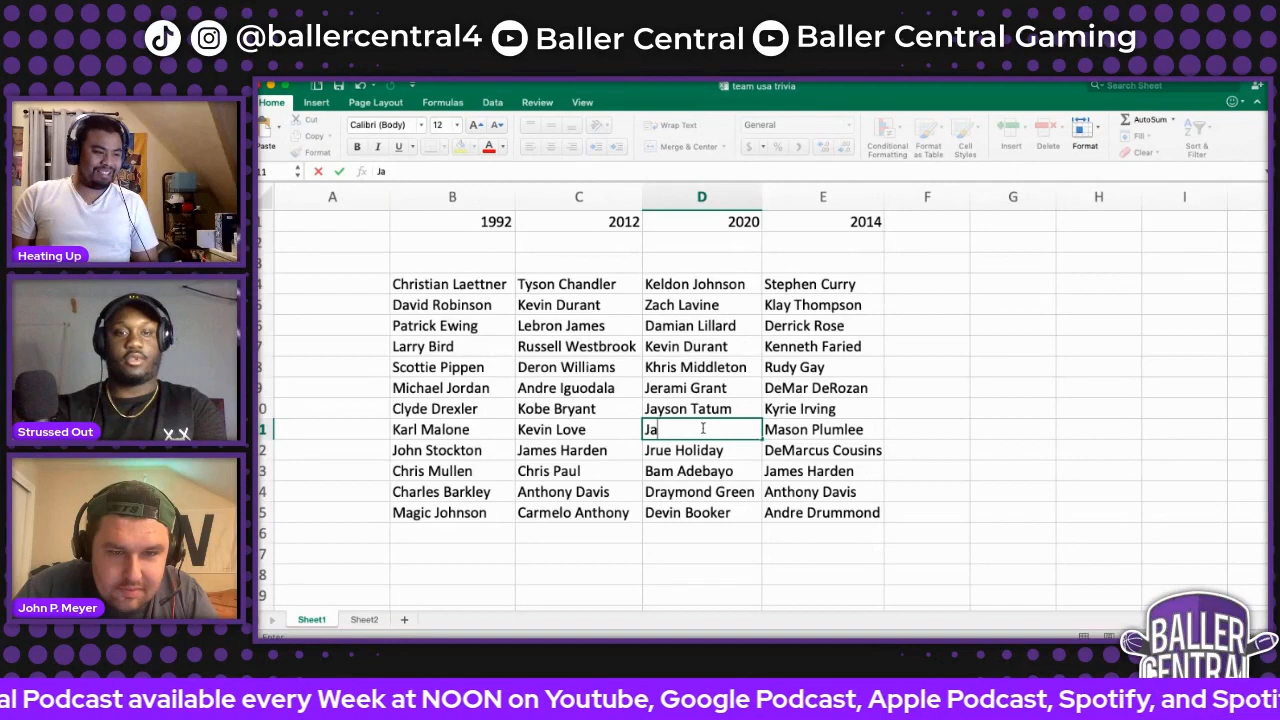 @ballercentral4 Baller Central Baller Central Gaming
team usa trivia
Search Sheet
Home Insert Page Layout Formulas Data Review View
Paste
Cut
Copy
Format
Calibri (Body) 12
B I U
Wrap Text
Merge & Center
General
Conditional Formatting
Format as Table
Cell Styles
Insert Delete Format
AutoSum
Fill
Clear
Sort & Filter
11 fx Ja
A B C D E F G H I
1992 2012 2020 2014
Christian Laettner Tyson Chandler Keldon Johnson Stephen Curry
David Robinson Kevin Durant Zach Lavine Klay Thompson
Patrick Ewing Lebron James Damian Lillard Derrick Rose
Larry Bird Russell Westbrook Kevin Durant Kenneth Faried
Scottie Pippen Deron Williams Khris Middleton Rudy Gay
Michael Jordan Andre Iguodala Jerami Grant DeMar DeRozan
Clyde Drexler Kobe Bryant Jayson Tatum Kyrie Irving
Karl Malone Kevin Love Ja Mason Plumlee
John Stockton James Harden Jrue Holiday DeMarcus Cousins
Chris Mullen Chris Paul Bam Adebayo James Harden
Charles Barkley Anthony Davis Draymond Green Anthony Davis
Magic Johnson Carmelo Anthony Devin Booker Andre Drummond
Sheet1 Sheet2 +
Enter
Heating Up
Strussed Out
John P. Meyer
BALLER
CENTRAL
al Podcast available every Week at NOON on Youtube, Google Podcast, Apple Podcast, Spotify, and Spoti